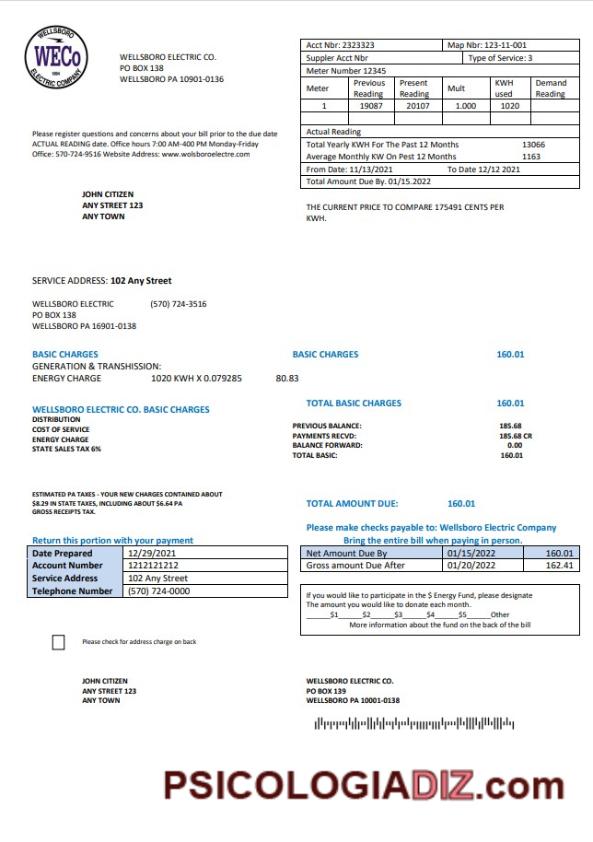 WELLSBORO
WECo
1894
ELECTRIC COMPANY
WELLSBORO ELECTRIC CO.
PO BOX 138
WELLSBORO PA 10901-0136
Acct Nbr: 2323323 Map Nbr: 123-11-001
Suppler Acct Nbr Type of Service: 3
Meter Number 12345
Meter Previous Reading Present Reading Mult KWH used Demand Reading
1 19087 20107 1.000 1020
Actual Reading
Total Yearly KWH For The Past 12 Months 13066
Average Monthly KW On Pest 12 Months 1163
From Date: 11/13/2021 To Date 12/12 2021
Total Amount Due By. 01/15.2022
Please register questions and concerns about your bill prior to the due date
ACTUAL READING date. Office hours 7:00 AM-400 PM Monday-Friday
Office: 570-724-9516 Website Address: www.wolsboroelectre.com
JOHN CITIZEN
ANY STREET 123
ANY TOWN
THE CURRENT PRICE TO COMPARE 175491 CENTS PER
KWH.
SERVICE ADDRESS: 102 Any Street
WELLSBORO ELECTRIC (570) 724-3516
PO BOX 138
WELLSBORO PA 16901-0138
BASIC CHARGES BASIC CHARGES 160.01
GENERATION & TRANSHISSION:
ENERGY CHARGE 1020 KWH X 0.079285 80.83
TOTAL BASIC CHARGES 160.01
WELLSBORO ELECTRIC CO. BASIC CHARGES
DISTRIBUTION
COST OF SERVICE
ENERGY CHARGE
STATE SALES TAX 6%
PREVIOUS BALANCE: 185.68
PAYMENTS RECVD: 185.68 CR
BALANCE FORWARD: 0.00
TOTAL BASIC: 160.01
ESTIMATED PA TAXES - YOUR NEW CHARGES CONTAINED ABOUT
$8.29 IN STATE TAXES, INCLUDING ABOUT $6.64 PA
GROSS RECEIPTS TAX.
TOTAL AMOUNT DUE: 160.01
Please make checks payable to: Wellsboro Electric Company
Bring the entire bill when paying in person.
Return this portion with your payment
Date Prepared 12/29/2021
Account Number 1212121212
Service Address 102 Any Street
Telephone Number (570) 724-0000
Net Amount Due By 01/15/2022 160.01
Gross amount Due After 01/20/2022 162.41
If you would like to participate in the $ Energy Fund, please designate
The amount you would like to donate each month.
______$1 ______$2 ______$3 ______$4 ______$5 ______Other
More information about the fund on the back of the bill
Please check for address charge on back
JOHN CITIZEN
ANY STREET 123
ANY TOWN
WELLSBORO ELECTRIC CO.
PO BOX 139
WELLSBORO PA 10001-0138
PSICOLOGIADIZ.com